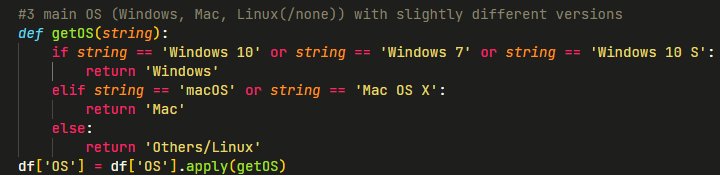 #3 main OS (Windows, Mac, Linux(/none)) with slightly different versions
def getOS(string):
    if string == 'Windows 10' or string == 'Windows 7' or string == 'Windows 10 S':
        return 'Windows'
    elif string == 'macOS' or string == 'Mac OS X':
        return 'Mac'
    else:
        return 'Others/Linux'
df['OS'] = df['OS'].apply(getOS)